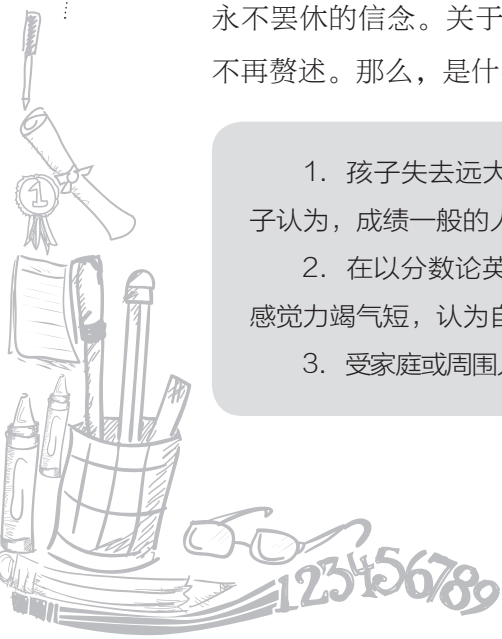 永不罢休的信念。关于
不再赘述。那么，是什
1. 孩子失去远大
子认为，成绩一般的人
2. 在以分数论英
感觉力竭气短，认为自
3. 受家庭或周围人
1
123456789